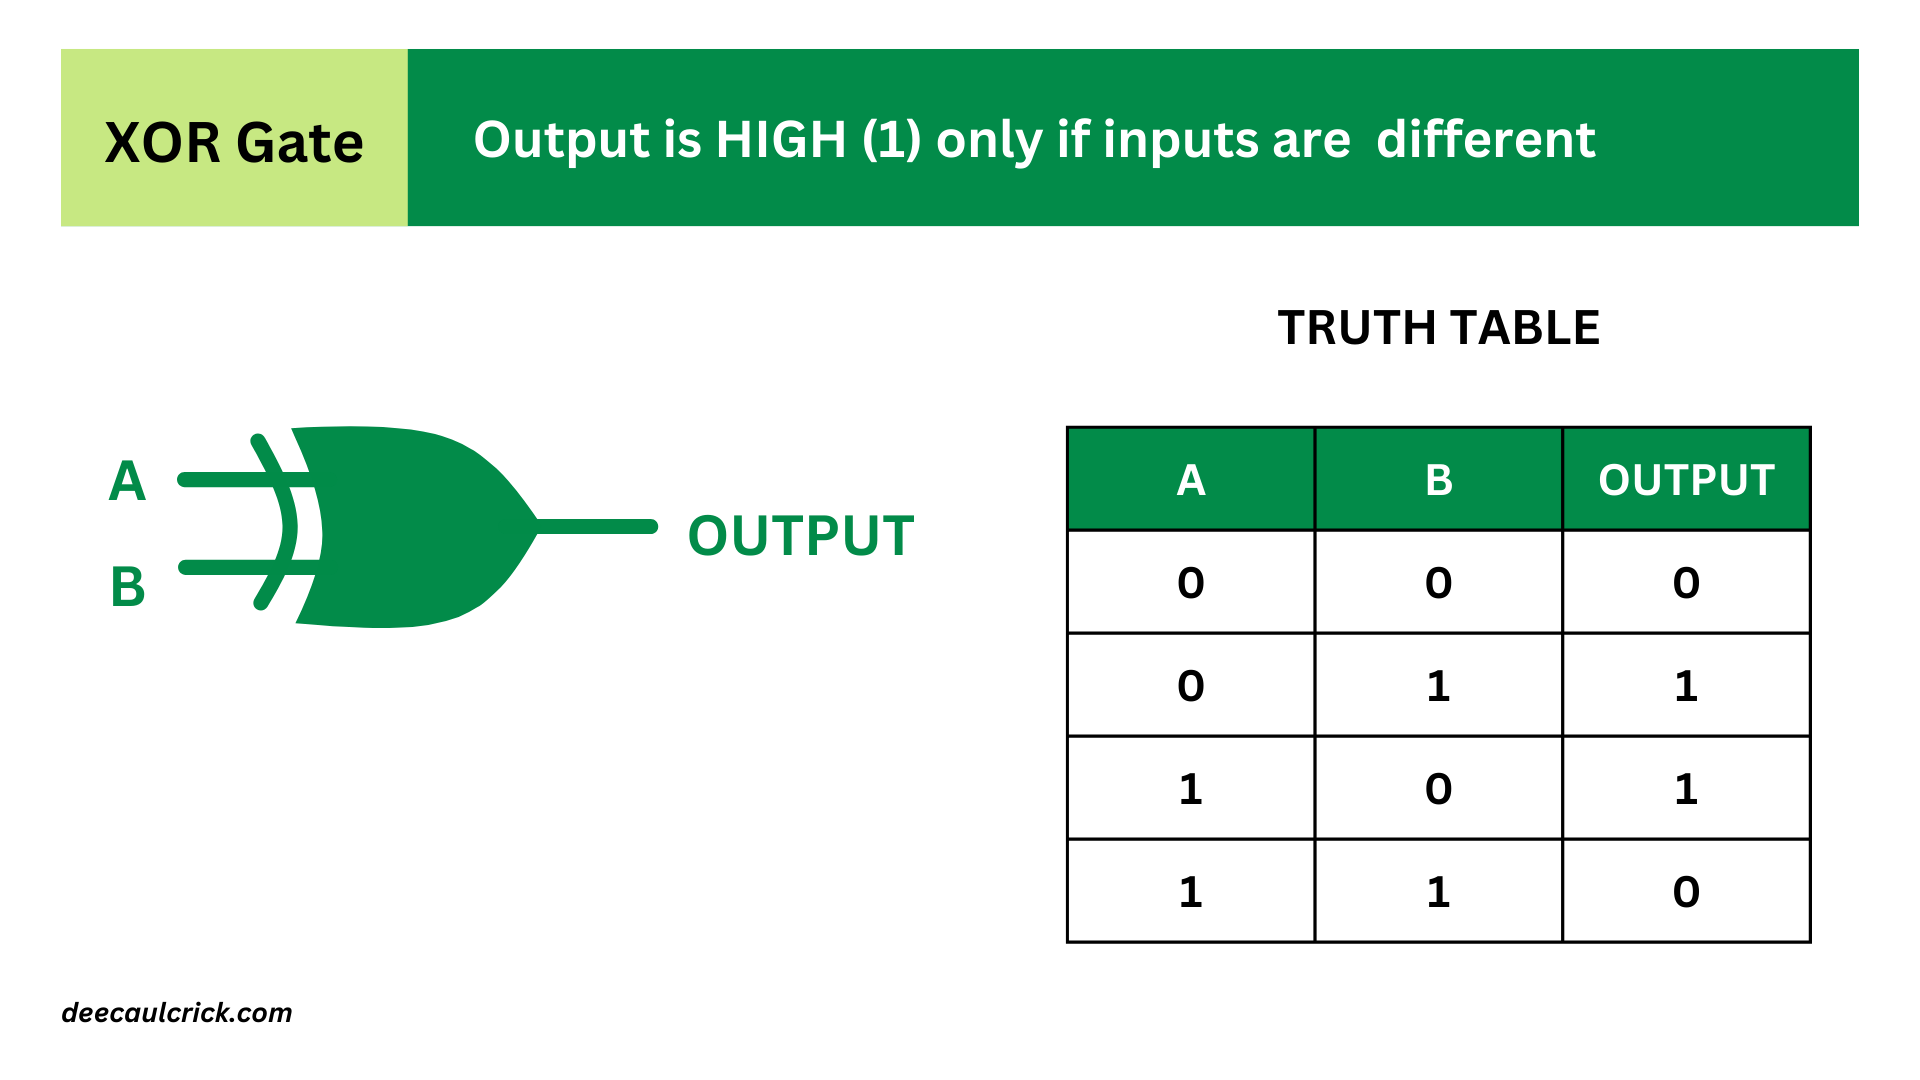 XOR Gate
Output is HIGH (1) only if inputs are  different
TRUTH TABLE
A
B
OUTPUT
A B OUTPUT
0 0 0
0 1 1
1 0 1
1 1 0
deecaulcrick.com